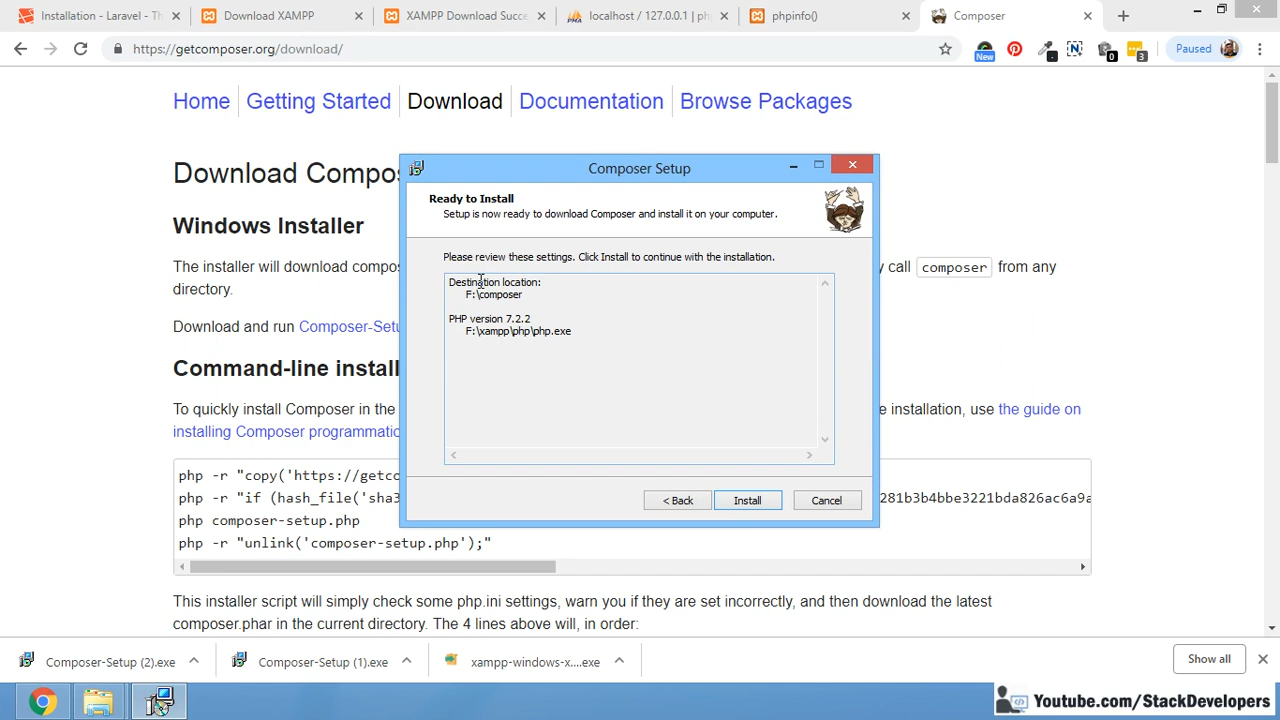 Installation - Laravel - Th
Download XAMPP
XAMPP Download Succe
localhost / 127.0.0.1 | ph
phpinfo()
Composer
https://getcomposer.org/download/
New
0
3
Paused
Home
Getting Started
Download
Documentation
Browse Packages
Download Compos
Windows Installer
The installer will download compo
y call composer from any
directory.
Download and run Composer-Setu
Command-line install
To quickly install Composer in the
e installation, use the guide on
installing Composer programmatic
php -r "copy('https://getco
php -r "if (hash_file('sha3
281b3b4bbe3221bda826ac6a9a
php composer-setup.php
php -r "unlink('composer-setup.php');"
This installer script will simply check some php.ini settings, warn you if they are set incorrectly, and then download the latest
composer.phar in the current directory. The 4 lines above will, in order:
Composer Setup
Ready to Install
Setup is now ready to download Composer and install it on your computer.
Please review these settings. Click Install to continue with the installation.
Destination location:
F:\composer
PHP version 7.2.2
F:\xampp\php\php.exe
< Back
Install
Cancel
Composer-Setup (2).exe
Composer-Setup (1).exe
xampp-windows-x....exe
Show all
Youtube.com/StackDevelopers